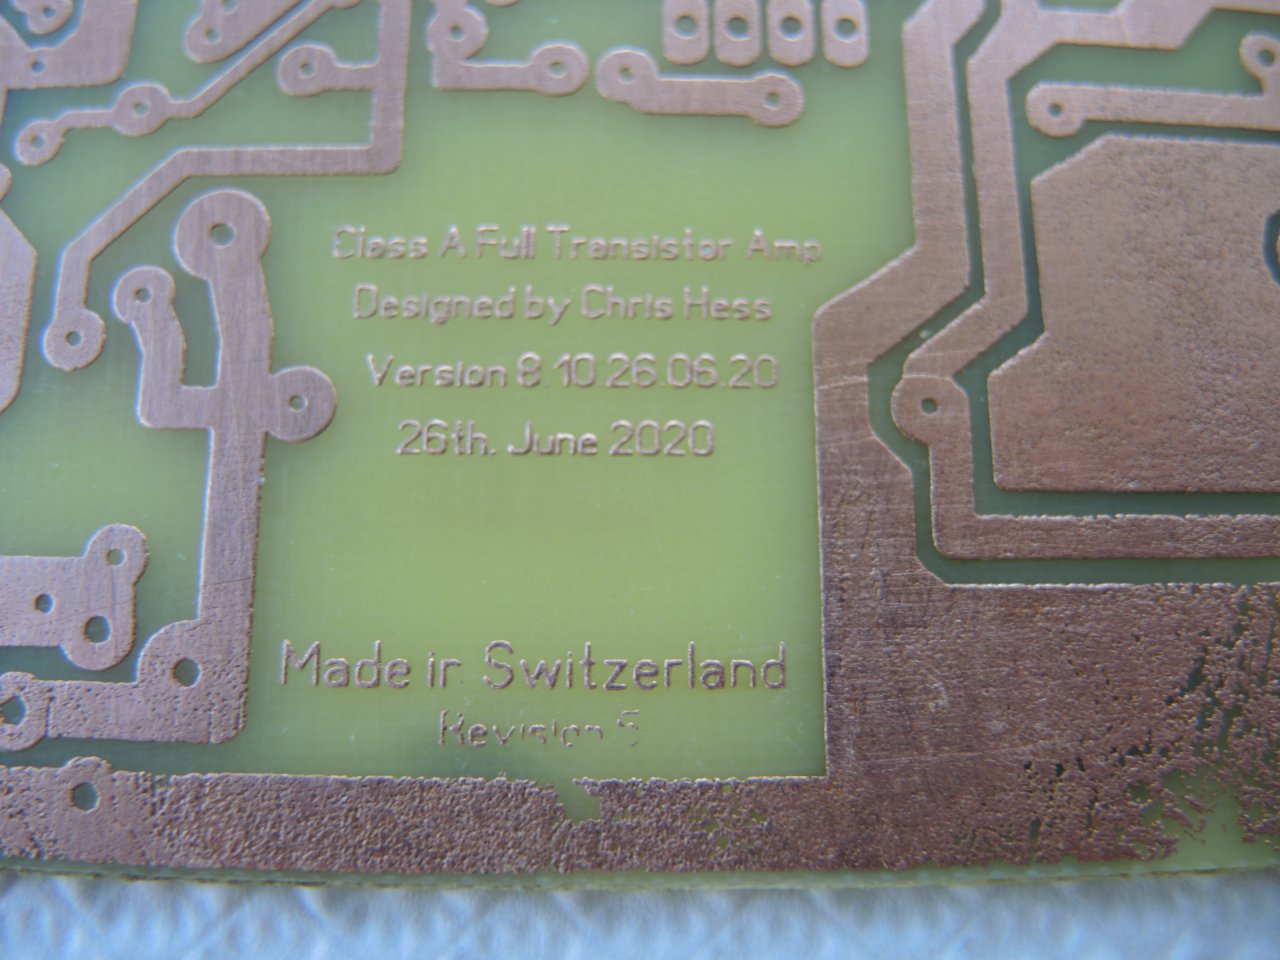 Class A Full Transistor Amp
Designed by Chris Hess
Version 8.10.26.06.20
26th. June 2020
Made in Switzerland
Revision 5